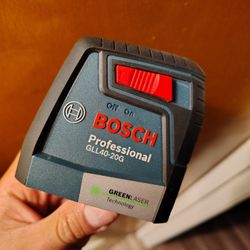 Off On
BOSCH
Professional
GLL40-20G
GREENLASER
Technology